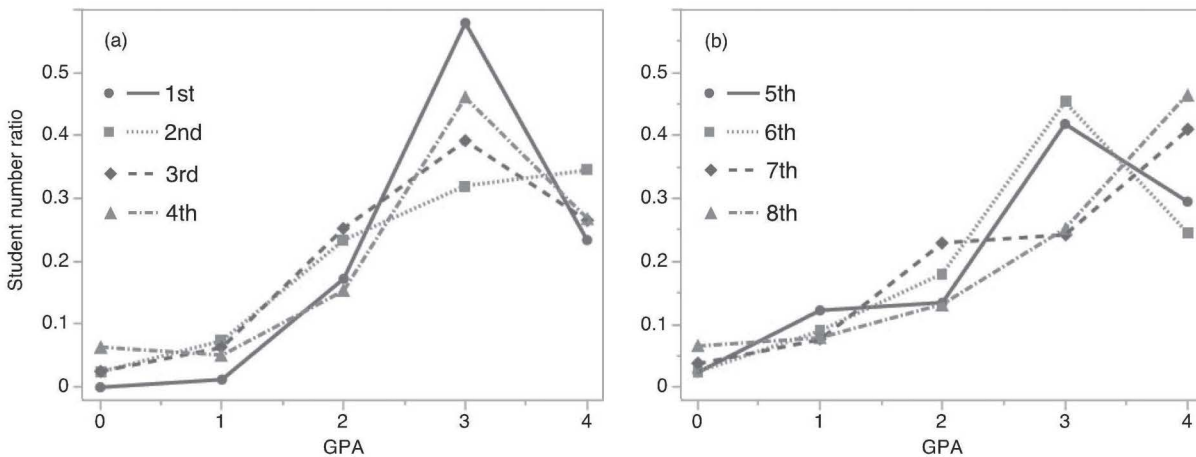 (a)
Student number ratio
0.5
0.4
0.3
0.2
0.1
0
1st
2nd
3rd
4th
0 1 2 3 4
GPA
(b)
0.5
0.4
0.3
0.2
0.1
0
5th
6th
7th
8th
0 1 2 3 4
GPA